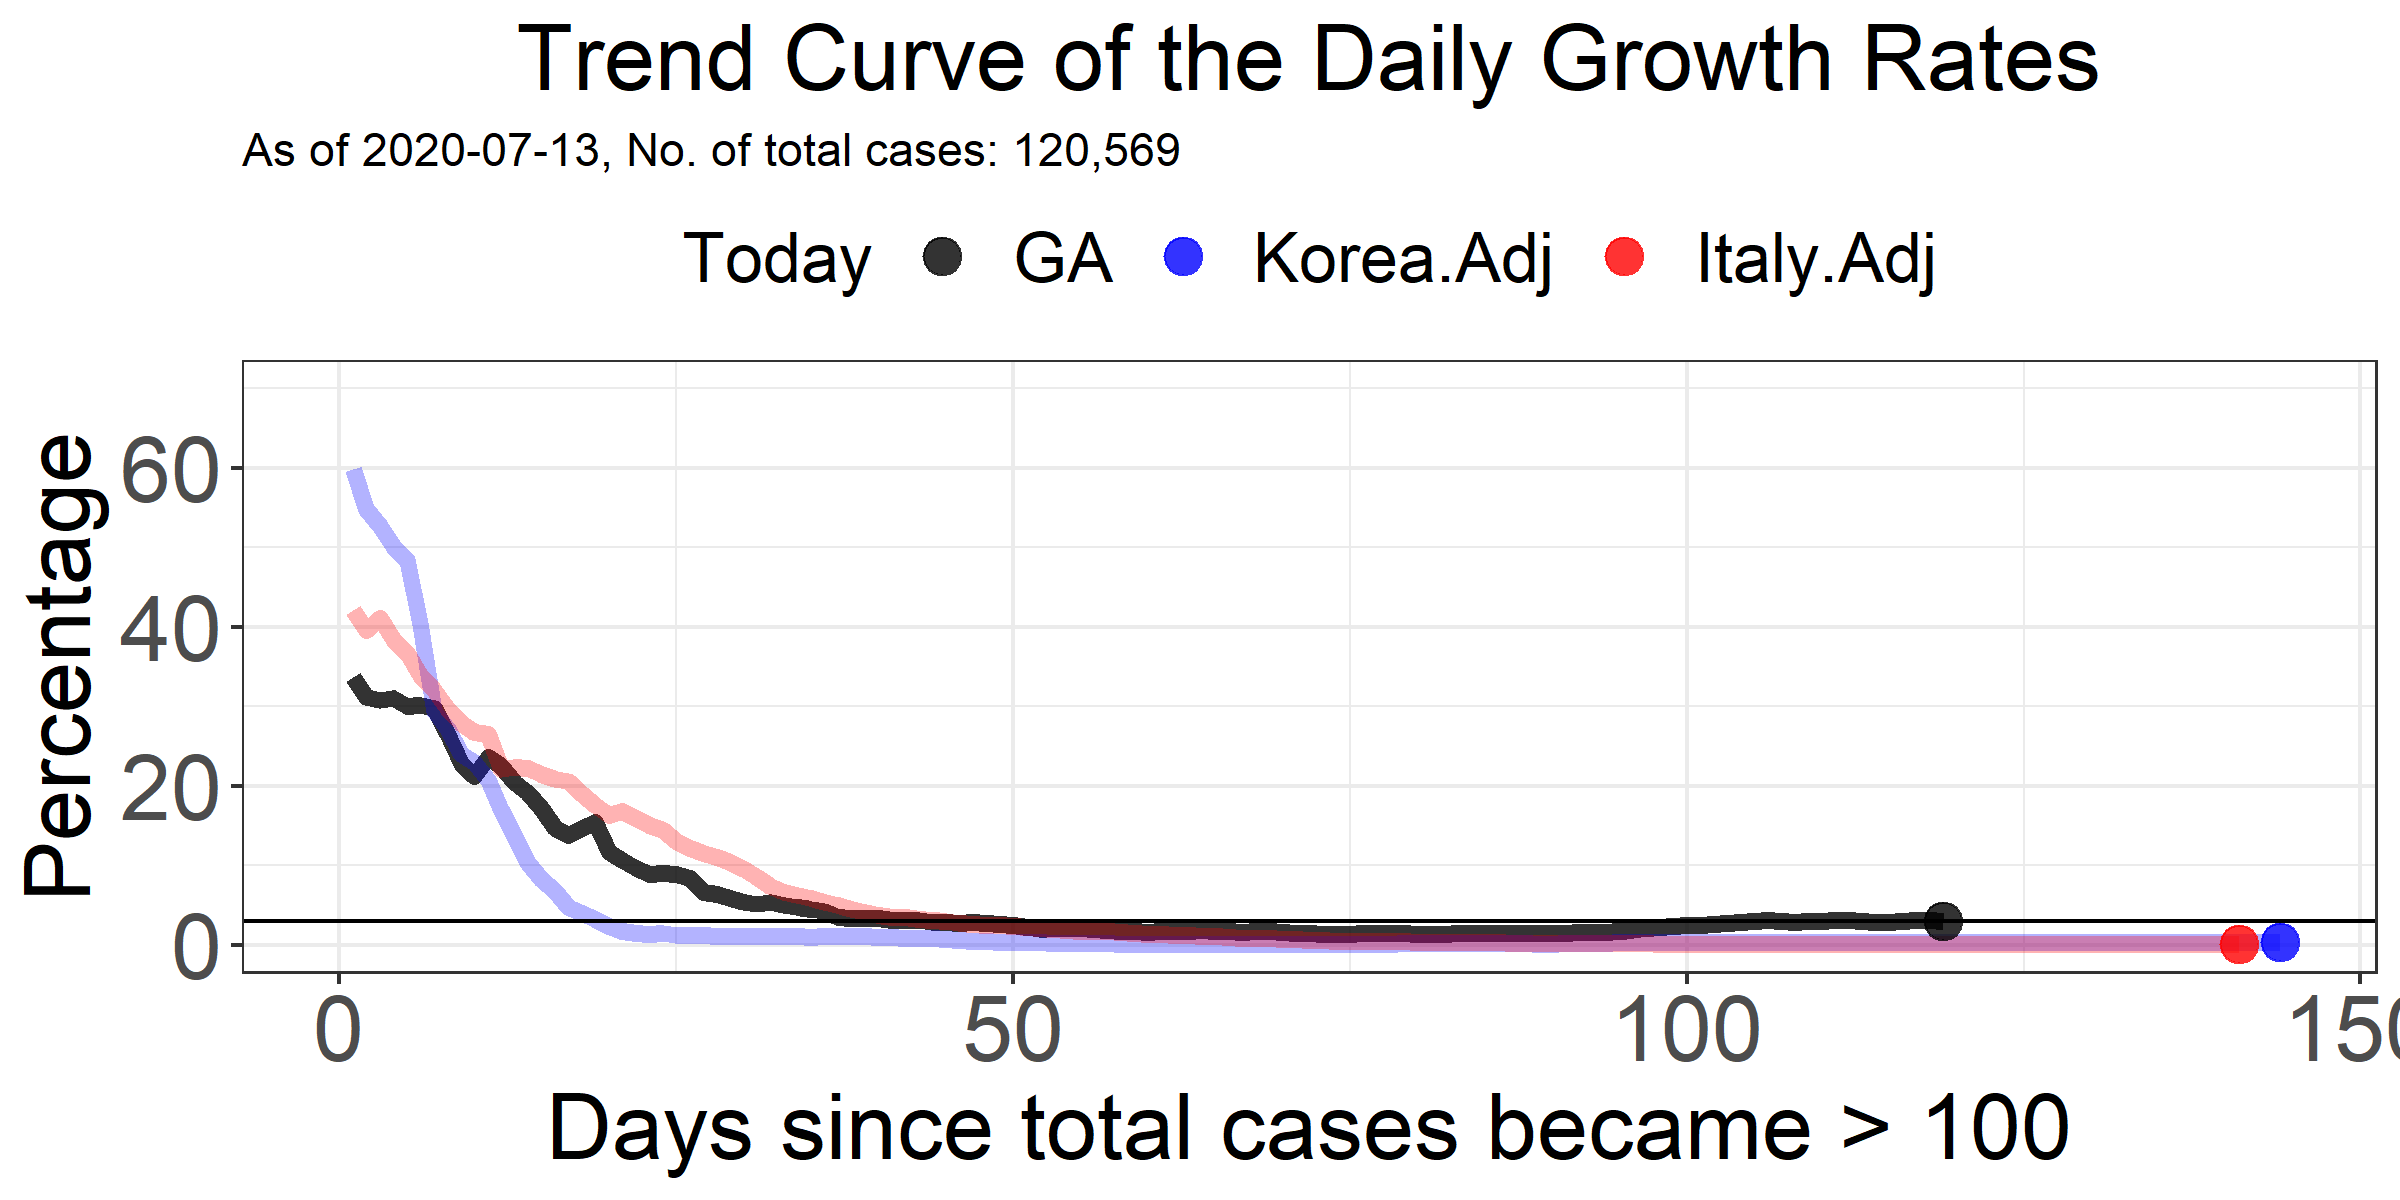 Trend Curve of the Daily Growth Rates
As of 2020-07-13, No. of total cases: 120,569
Today GA Korea.Adj Italy.Adj
Percentage
60
40
20
0
0 50 100 150
Days since total cases became > 100